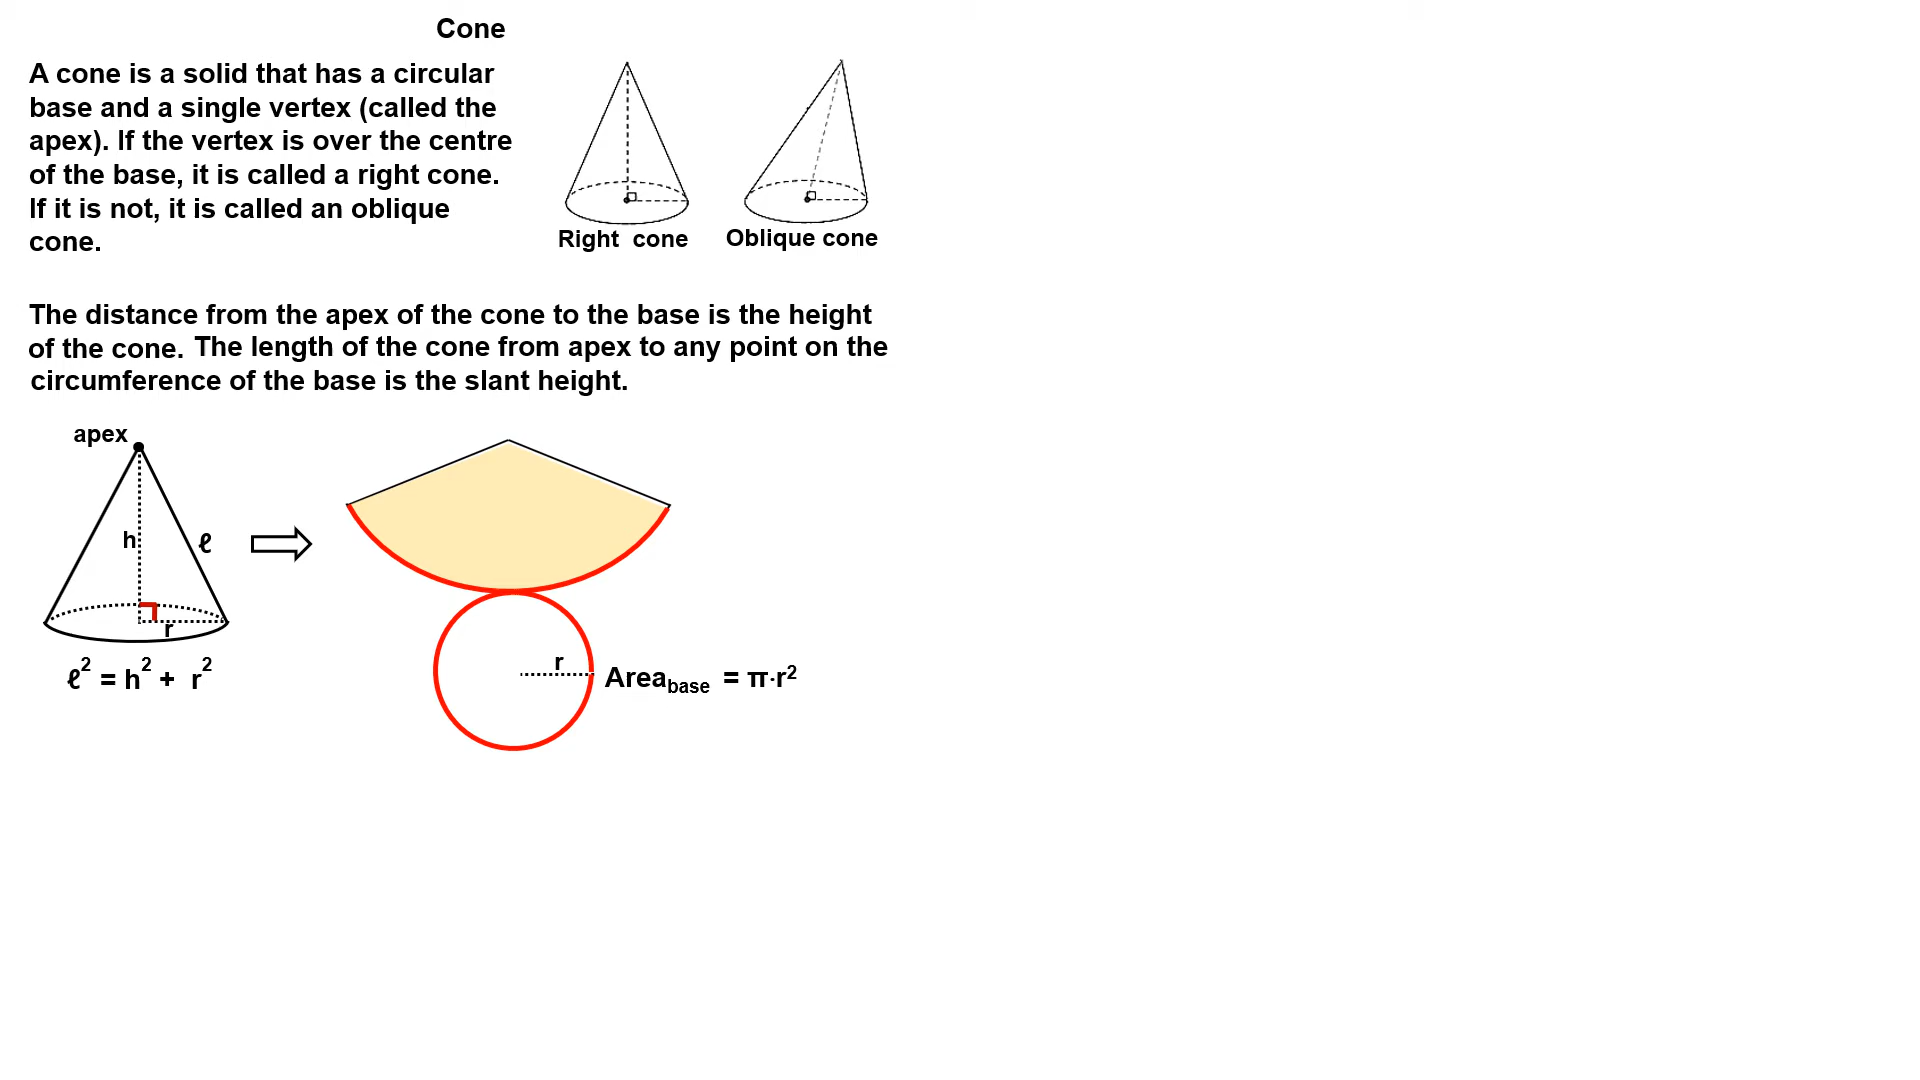 Cone
A cone is a solid that has a circular
base and a single vertex (called the
apex). If the vertex is over the centre
of the base, it is called a right cone.
If it is not, it is called an oblique
cone.
Right cone
Oblique cone
The distance from the apex of the cone to the base is the height
of the cone. The length of the cone from apex to any point on the
circumference of the base is the slant height.
apex
h
ℓ
r
ℓ² = h² + r²
r
Area_base = π·r²